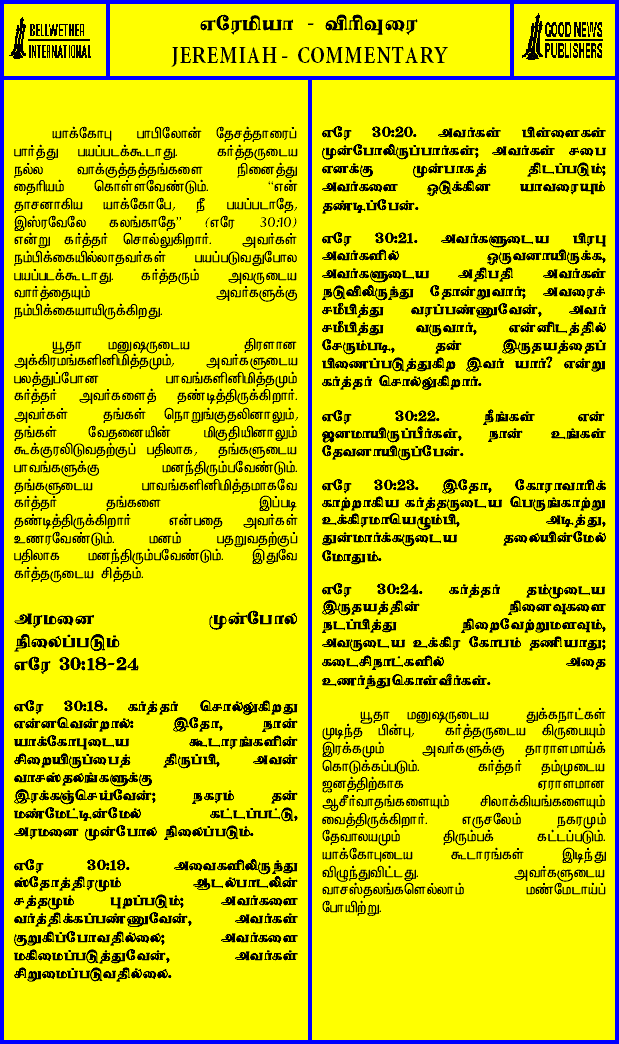 BELLWETHER
INTERNATIONAL
எரேமியா - விரிவுரை
JEREMIAH - COMMENTARY
GOOD NEWS
PUBLISHERS
யாக்கோபு பாபிலோன் தேசத்தாரைப்
பார்த்து பயப்படக்கூடாது. கர்த்தருடைய
நல்ல வாக்குத்தத்தங்களை நினைத்து
தைரியம் கொள்ளவேண்டும். “என்
தாசனாகிய யாக்கோபே, நீ பயப்படாதே,
இஸ்ரவேலே கலங்காதே” (எரே 30:10)
என்று கர்த்தர் சொல்லுகிறார். அவர்கள்
நம்பிக்கையில்லாதவர்கள் பயப்படுவதுபோல
பயப்படக்கூடாது. கர்த்தரும் அவருடைய
வார்த்தையும் அவர்களுக்கு
நம்பிக்கையாயிருக்கிறது.
யூதா மனுஷருடைய திரளான
அக்கிரமங்களினிமித்தமும், அவர்களுடைய
பலத்துப்போன பாவங்களினிமித்தமும்
கர்த்தர் அவர்களைத் தண்டித்திருக்கிறார்.
அவர்கள் தங்கள் நொறுங்குதலினாலும்,
தங்கள் வேதனையின் மிகுதியினாலும்
கூக்குரலிடுவதற்குப் பதிலாக, தங்களுடைய
பாவங்களுக்கு மனந்திரும்பவேண்டும்.
தங்களுடைய பாவங்களினிமித்தமாகவே
கர்த்தர் தங்களை இப்படி
தண்டித்திருக்கிறார் என்பதை அவர்கள்
உணரவேண்டும். மனம் பதறுவதற்குப்
பதிலாக மனந்திரும்பவேண்டும். இதுவே
கர்த்தருடைய சித்தம்.
அரமனை முன்போல
நிலைப்படும்
எரே 30:18-24
எரே 30:18. கர்த்தர் சொல்லுகிறது
என்னவென்றால்: இதோ, நான்
யாக்கோபுடைய கூடாரங்களின்
சிறையிருப்பைத் திருப்பி, அவன்
வாசஸ்தலங்களுக்கு
இரக்கஞ்செய்வேன்; நகரம் தன்
மண்மேட்டின்மேல் கட்டப்பட்டு,
அரமனை முன்போல நிலைப்படும்.
எரே 30:19. அவைகளிலிருந்து
ஸ்தோத்திரமும் ஆடல்பாடலின்
சத்தமும் புறப்படும்; அவர்களை
வர்த்திக்கப்பண்ணுவேன், அவர்கள்
குறுகிப்போவதில்லை; அவர்களை
மகிமைப்படுத்துவேன், அவர்கள்
சிறுமைப்படுவதில்லை.
எரே 30:20. அவர்கள் பிள்ளைகள்
முன்போலிருப்பார்கள்; அவர்கள் சபை
எனக்கு முன்பாகத் திடப்படும்;
அவர்களை ஒடுக்கின யாவரையும்
தண்டிப்பேன்.
எரே 30:21. அவர்களுடைய பிரபு
அவர்களில் ஒருவனாயிருக்க,
அவர்களுடைய அதிபதி அவர்கள்
நடுவிலிருந்து தோன்றுவார்; அவரைச்
சமீபித்து வரப்பண்ணுவேன், அவர்
சமீபித்து வருவார், என்னிடத்தில்
சேரும்படி, தன் இருதயத்தைப்
பிணைப்படுத்துகிற இவர் யார்? என்று
கர்த்தர் சொல்லுகிறார்.
எரே 30:22. நீங்கள் என்
ஜனமாயிருப்பீர்கள், நான் உங்கள்
தேவனாயிருப்பேன்.
எரே 30:23. இதோ, கோராவாரிக்
காற்றாகிய கர்த்தருடைய பெருங்காற்று
உக்கிரமாயெழும்பி, அடித்து,
துன்மார்க்கருடைய தலையின்மேல்
மோதும்.
எரே 30:24. கர்த்தர் தம்முடைய
இருதயத்தின் நினைவுகளை
நடப்பித்து நிறைவேற்றுமளவும்,
அவருடைய உக்கிர கோபம் தணியாது;
கடைசிநாட்களில் அதை
உணர்ந்துகொள்வீர்கள்.
யூதா மனுஷருடைய துக்கநாட்கள்
முடிந்த பின்பு, கர்த்தருடைய கிருபையும்
இரக்கமும் அவர்களுக்கு தாராளமாய்க்
கொடுக்கப்படும். கர்த்தர் தம்முடைய
ஜனத்திற்காக ஏராளமான
ஆசீர்வாதங்களையும் சிலாக்கியங்களையும்
வைத்திருக்கிறார். எருசலேம் நகரமும்
தேவாலயமும் திரும்பக் கட்டப்படும்.
யாக்கோபுடைய கூடாரங்கள் இடிந்து
விழுந்துவிட்டது. அவர்களுடைய
வாசஸ்தலங்களெல்லாம் மண்மேடாய்ப்
போயிற்று.